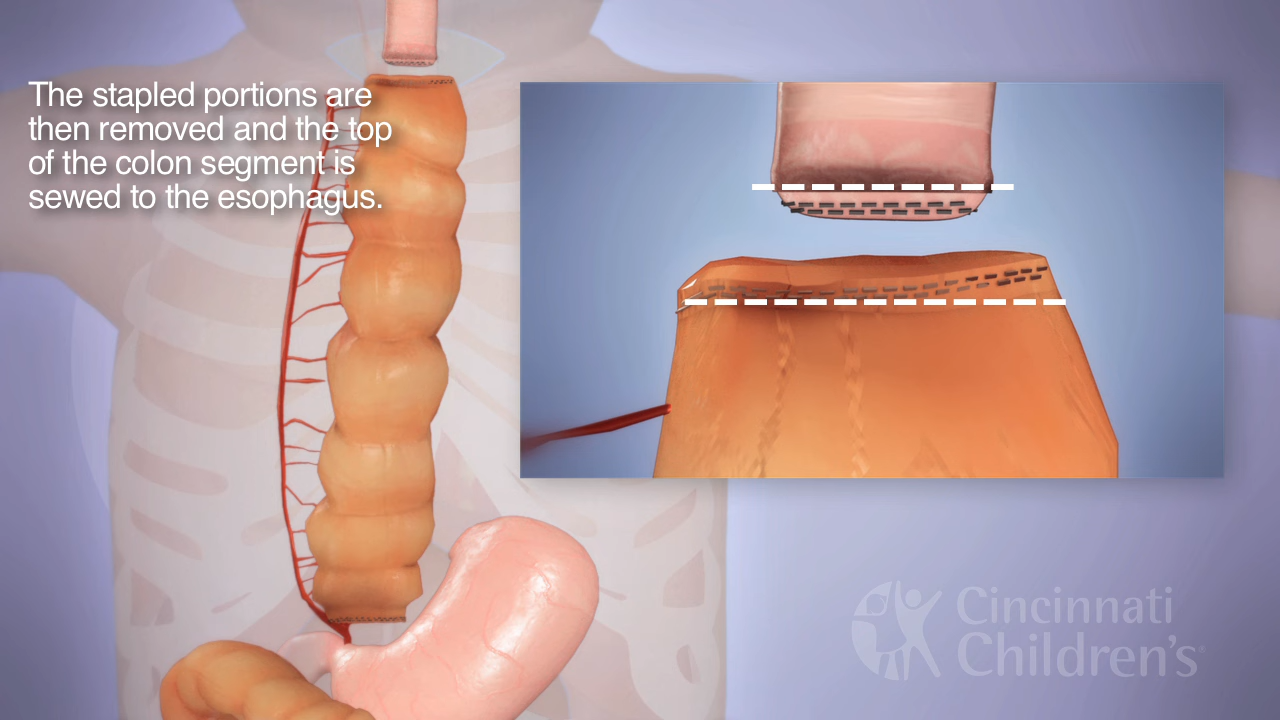 The stapled portions are
then removed and the top
of the colon segment is
sewed to the esophagus.
Cincinnati
Children's